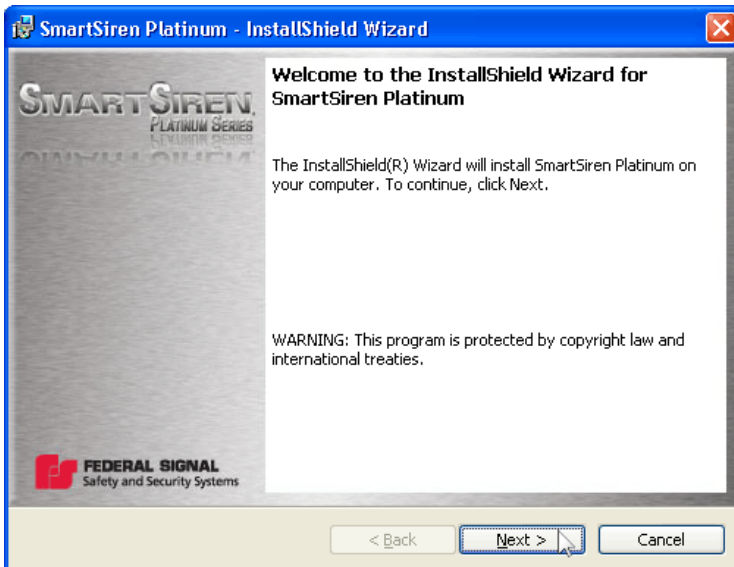 SmartSiren Platinum - InstallShield Wizard
SMARTSIREN
PLATINUM SERIES
Welcome to the InstallShield Wizard for
SmartSiren Platinum
The InstallShield(R) Wizard will install SmartSiren Platinum on
your computer. To continue, click Next.
WARNING: This program is protected by copyright law and
international treaties.
FEDERAL SIGNAL
Safety and Security Systems
< Back
Next >
Cancel